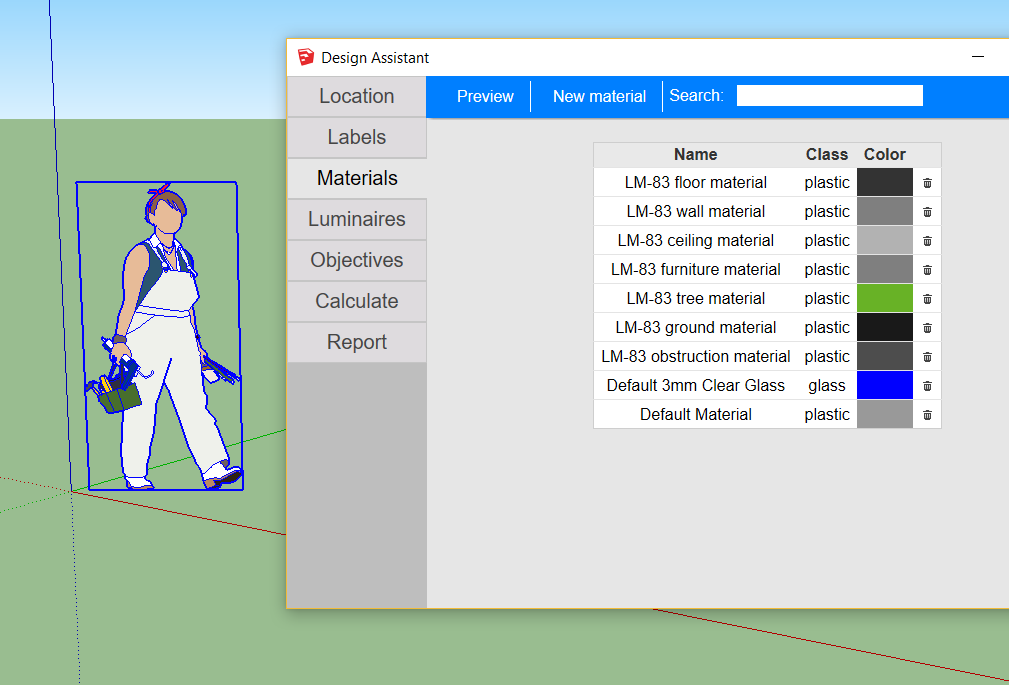 Design Assistant
Location
Labels
Materials
Luminaires
Objectives
Calculate
Report
Preview New material Search:
Name Class Color
LM-83 floor material plastic
LM-83 wall material plastic
LM-83 ceiling material plastic
LM-83 furniture material plastic
LM-83 tree material plastic
LM-83 ground material plastic
LM-83 obstruction material plastic
Default 3mm Clear Glass glass
Default Material plastic